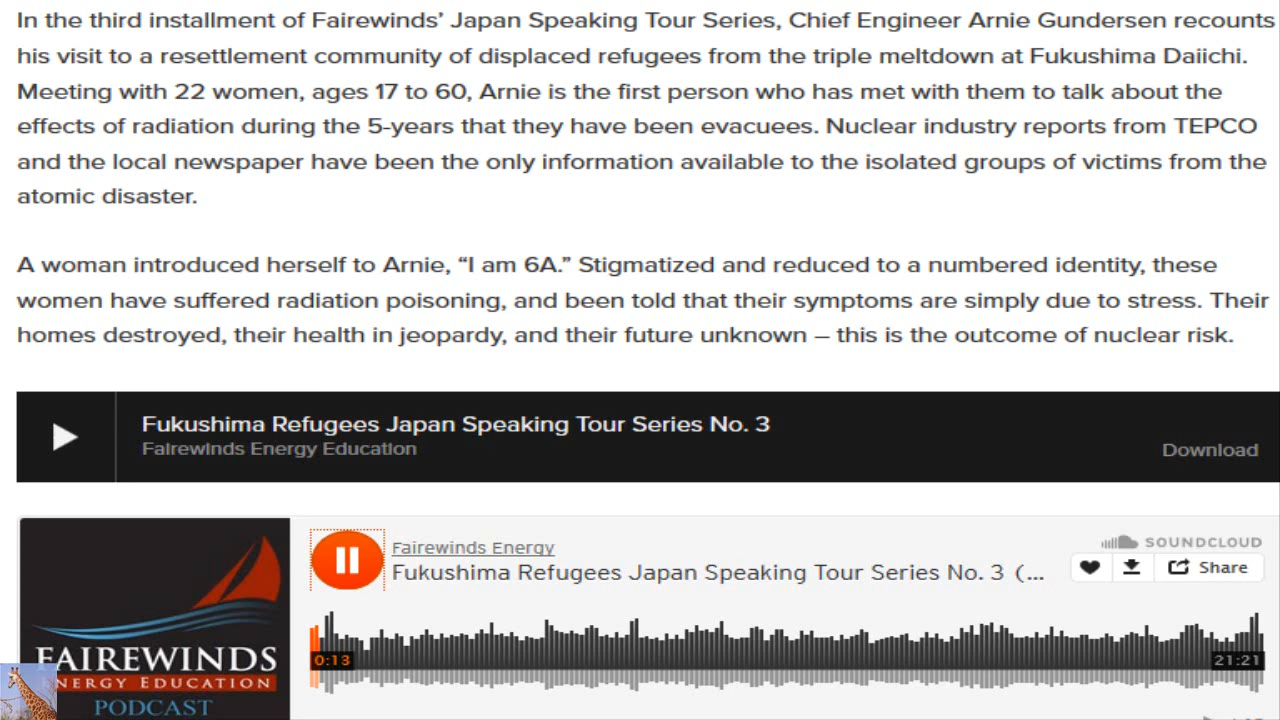 In the third installment of Fairewinds’ Japan Speaking Tour Series, Chief Engineer Arnie Gundersen recounts
his visit to a resettlement community of displaced refugees from the triple meltdown at Fukushima Daiichi.
Meeting with 22 women, ages 17 to 60, Arnie is the first person who has met with them to talk about the
effects of radiation during the 5-years that they have been evacuees. Nuclear industry reports from TEPCO
and the local newspaper have been the only information available to the isolated groups of victims from the
atomic disaster.
A woman introduced herself to Arnie, “I am 6A.” Stigmatized and reduced to a numbered identity, these
women have suffered radiation poisoning, and been told that their symptoms are simply due to stress. Their
homes destroyed, their health in jeopardy, and their future unknown – this is the outcome of nuclear risk.
Fukushima Refugees Japan Speaking Tour Series No. 3
Fairewinds Energy Education
Download
Fairewinds Energy
SOUNDCLOUD
Fukushima Refugees Japan Speaking Tour Series No. 3 (...
Share
0:13
21:21
FAIREWINDS
NERGY EDUCATION
PODCAST